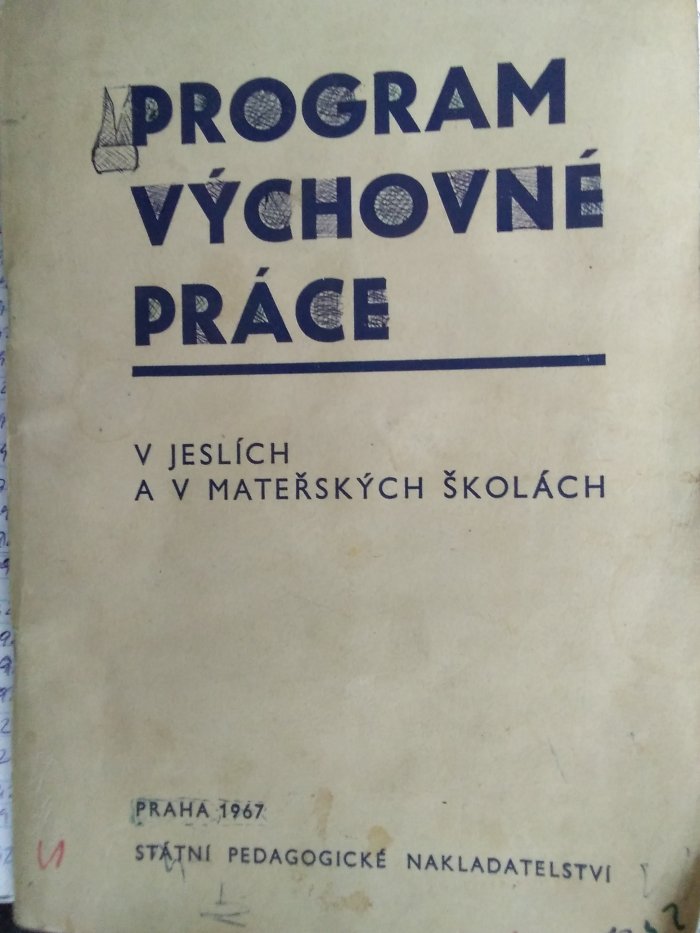 PROGRAM
VÝCHOVNÉ
PRÁCE
V JESLÍCH
A V MATEŘSKÝCH ŠKOLÁCH
PRAHA 1967
STÁTNÍ PEDAGOGICKÉ NAKLADATELSTVÍ